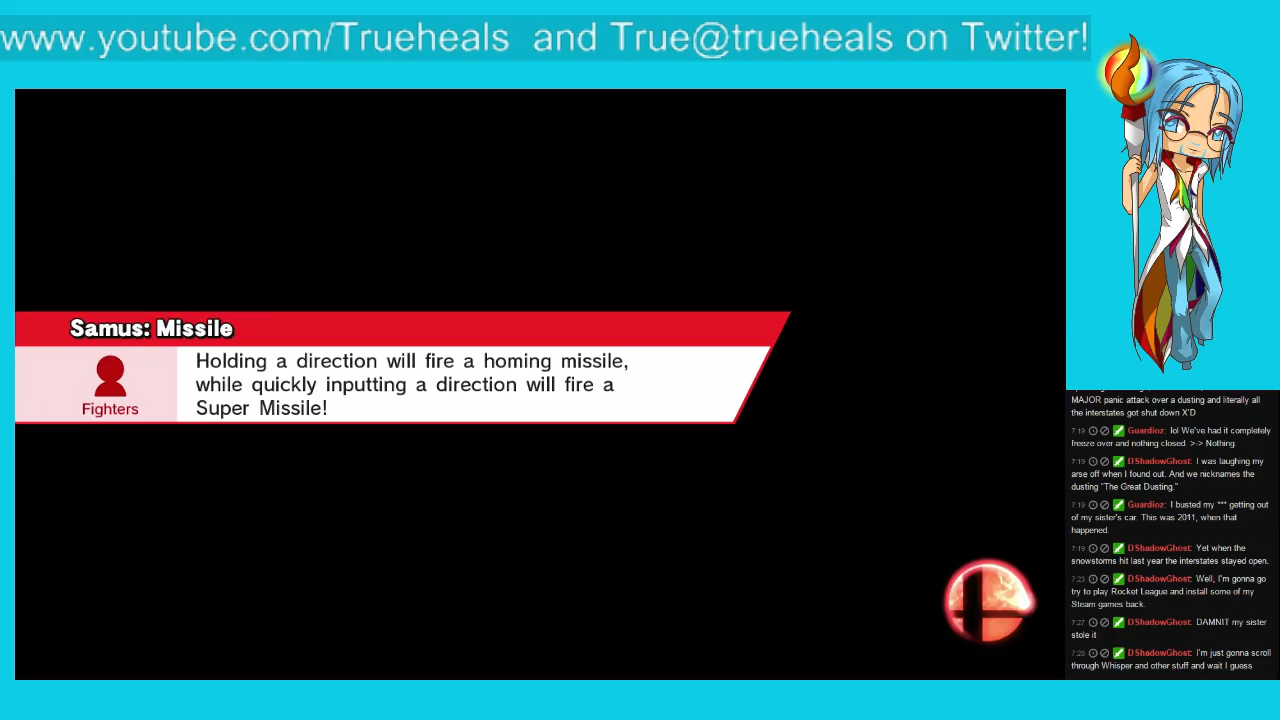 www.youtube.com/Trueheals and True@trueheals on Twitter!
Samus: Missile
Fighters
Holding a direction will fire a homing missile,
while quickly inputting a direction will fire a
Super Missile!
MAJOR panic attack over a dusting and literally all
the interstates got shut down X'D
7:19 Guardioz: lol We've had it completely
freeze over and nothing closed. >-> Nothing.
7:19 DShadowGhost: I was laughing my
arse off when I found out. And we nicknames the
dusting "The Great Dusting."
7:19 Guardioz: I busted my *** getting out
of my sister's car. This was 2011, when that
happened.
7:19 DShadowGhost: Yet when the
snowstorms hit last year the interstates stayed open.
7:23 DShadowGhost: Well, I'm gonna go
try to play Rocket League and install some of my
Steam games back.
7:27 DShadowGhost: DAMNIT my sister
stole it
7:28 DShadowGhost: I'm just gonna scroll
through Whisper and other stuff and wait I guess